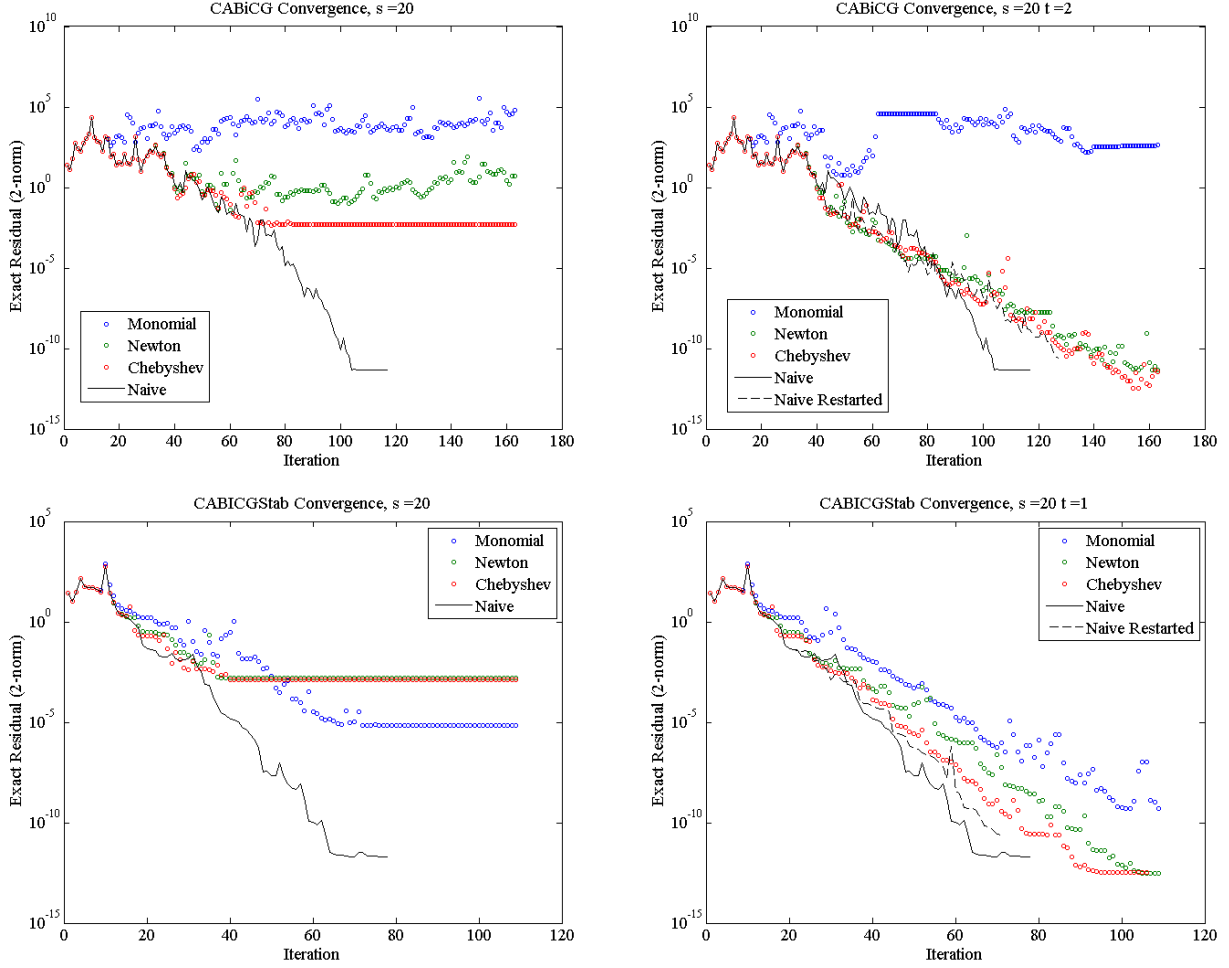 CABiCG Convergence, s =20
10^10
10^5
10^0
10^-5
10^-10
10^-15
Exact Residual (2-norm)
Monomial
Newton
Chebyshev
Naive
0 20 40 60 80 100 120 140 160 180
Iteration
CABiCG Convergence, s =20 t =2
10^10
10^5
10^0
10^-5
10^-10
10^-15
Exact Residual (2-norm)
Monomial
Newton
Chebyshev
Naive
Naive Restarted
0 20 40 60 80 100 120 140 160 180
Iteration
CABICGStab Convergence, s =20
10^5
10^0
10^-5
10^-10
10^-15
Exact Residual (2-norm)
Monomial
Newton
Chebyshev
Naive
0 20 40 60 80 100 120
Iteration
CABICGStab Convergence, s =20 t =1
10^5
10^0
10^-5
10^-10
10^-15
Exact Residual (2-norm)
Monomial
Newton
Chebyshev
Naive
Naive Restarted
0 20 40 60 80 100 120
Iteration